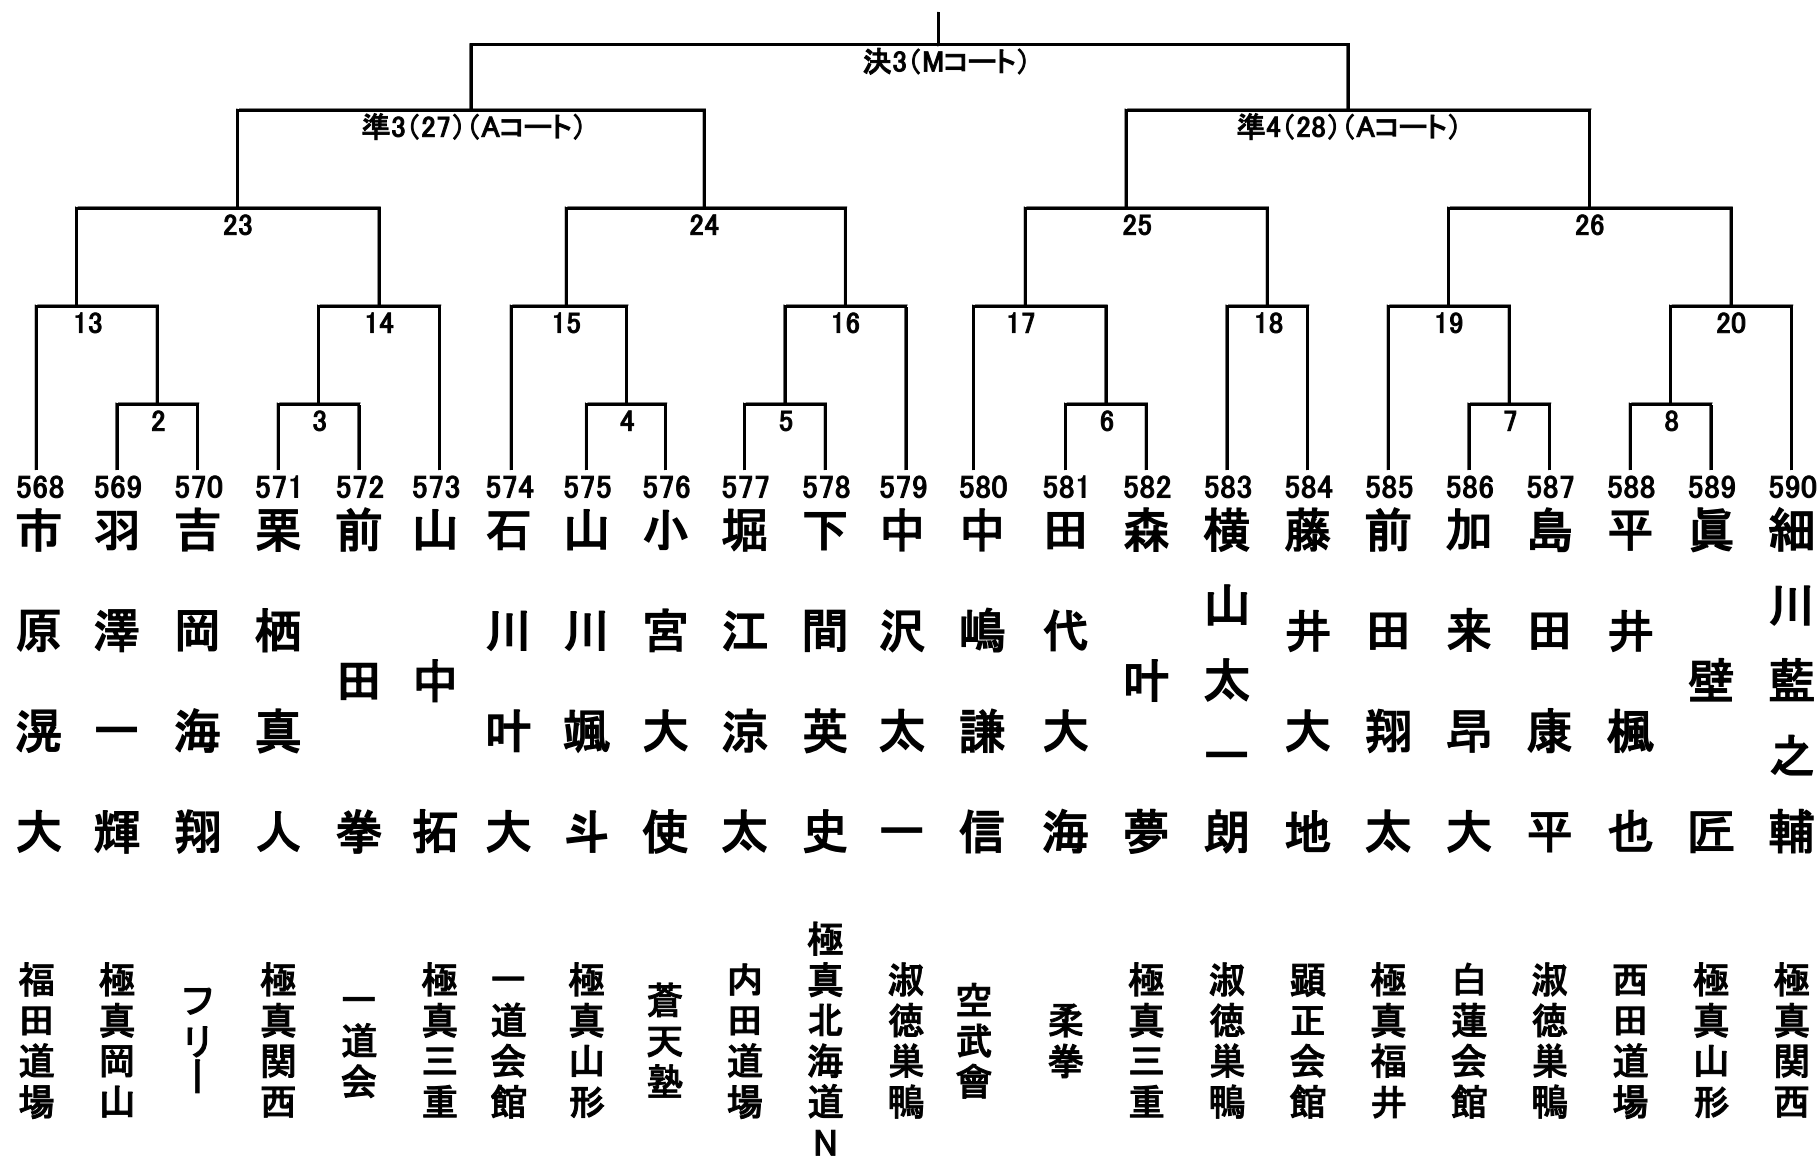 決3(Mコート)
準3(27)(Aコート)
準4(28)(Aコート)
23
24
25
26
13
14
15
16
17
18
19
20
2
3
4
5
6
7
8
568 市原滉大 福田道場
569 羽澤一輝 極真岡山
570 吉岡海翔 フリー
571 栗栖真人 極真関西
572 前田拳 一道会
573 山中拓 極真三重
574 石川叶大 一道会館
575 山川颯斗 極真山形
576 小宮大使 蒼天塾
577 堀江涼太 内田道場
578 下間英史 極真北海道N
579 中沢太一 淑徳巣鴨
580 中嶋謙信 空武會
581 田代大海 柔拳
582 森叶夢 極真三重
583 横山太一朗 淑徳巣鴨
584 藤井大地 顕正会館
585 前田翔太 極真福井
586 加来昂大 白蓮会館
587 島田康平 淑徳巣鴨
588 平井楓也 西田道場
589 眞壁匠 極真山形
590 細川藍之輔 極真関西